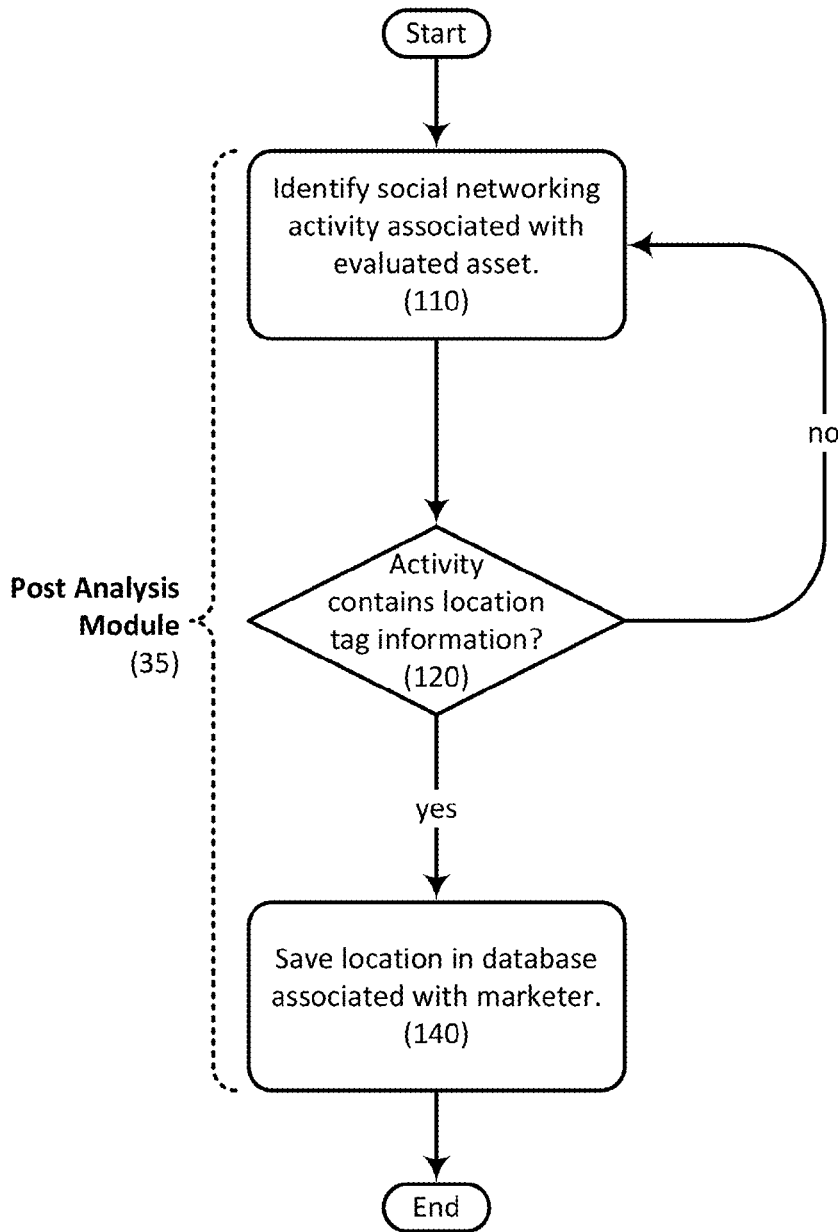 Start
Identify social networking
activity associated with
evaluated asset.
(110)
no
Activity
contains location
tag information?
(120)
Post Analysis
Module
(35)
yes
Save location in database
associated with marketer.
(140)
End